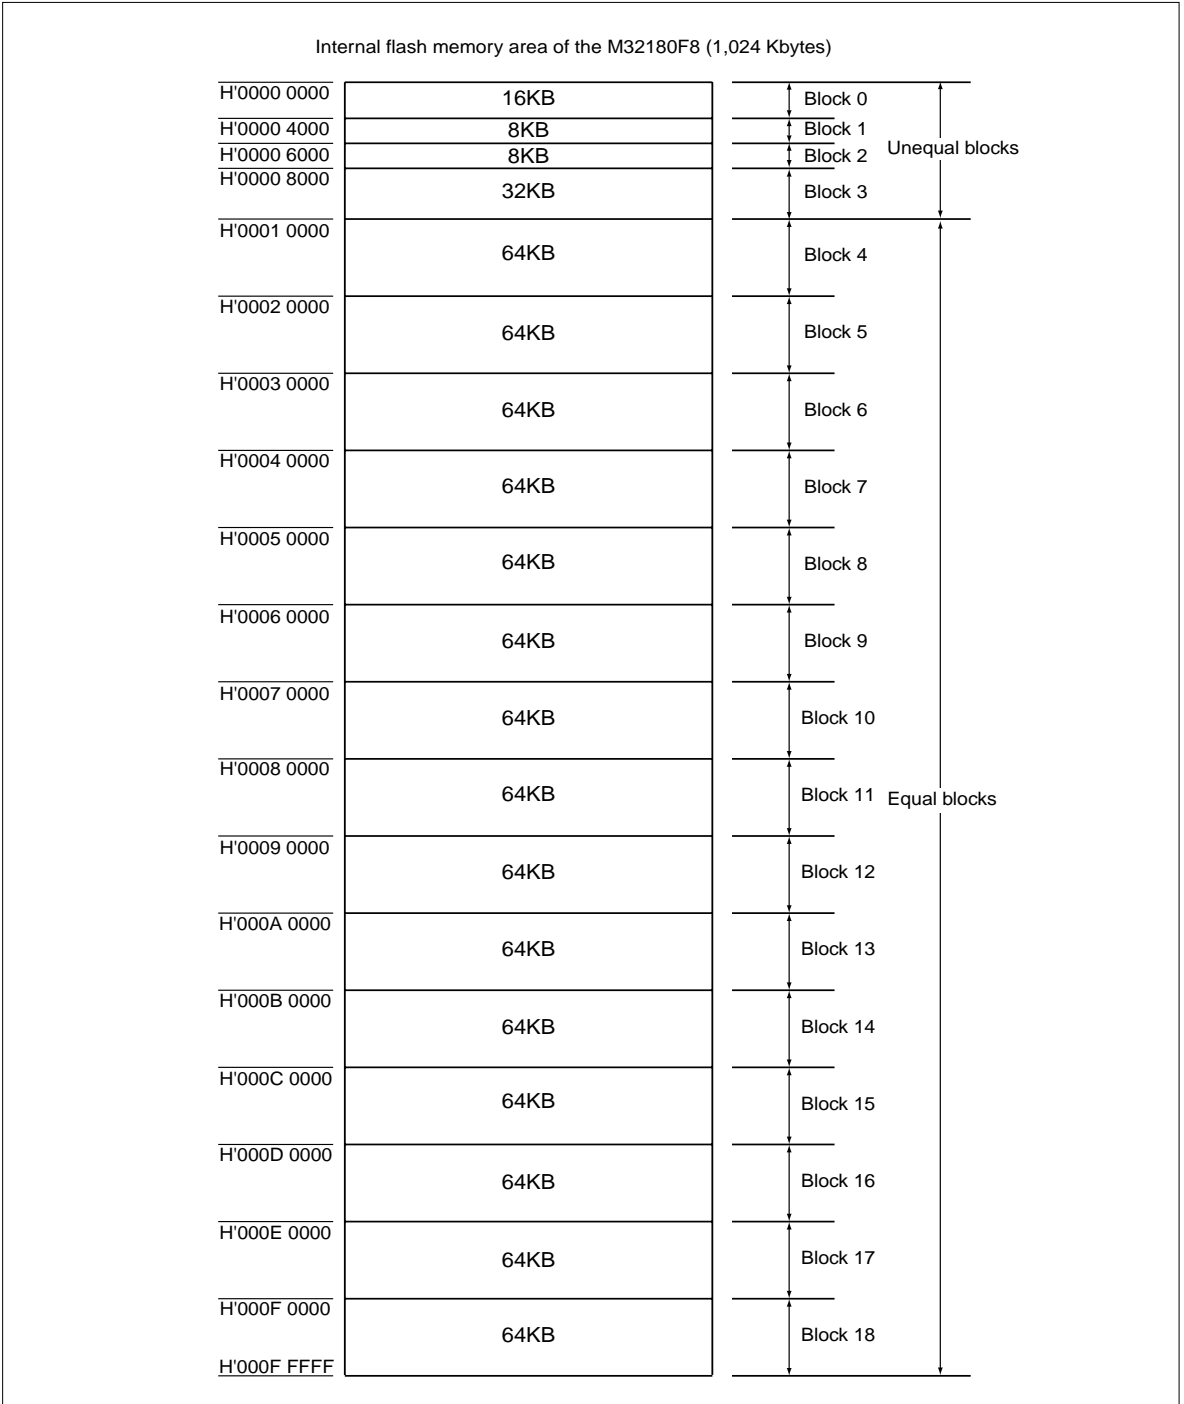 Internal flash memory area of the M32180F8 (1,024 Kbytes)
H'0000 0000 16KB Block 0
H'0000 4000 8KB Block 1
Unequal blocks
H'0000 6000 8KB Block 2
H'0000 8000 32KB Block 3
H'0001 0000 64KB Block 4
H'0002 0000 64KB Block 5
H'0003 0000 64KB Block 6
H'0004 0000 64KB Block 7
H'0005 0000 64KB Block 8
H'0006 0000 64KB Block 9
H'0007 0000 64KB Block 10
H'0008 0000 64KB Block 11 Equal blocks
H'0009 0000 64KB Block 12
H'000A 0000 64KB Block 13
H'000B 0000 64KB Block 14
H'000C 0000 64KB Block 15
H'000D 0000 64KB Block 16
H'000E 0000 64KB Block 17
H'000F 0000 64KB Block 18
H'000F FFFF